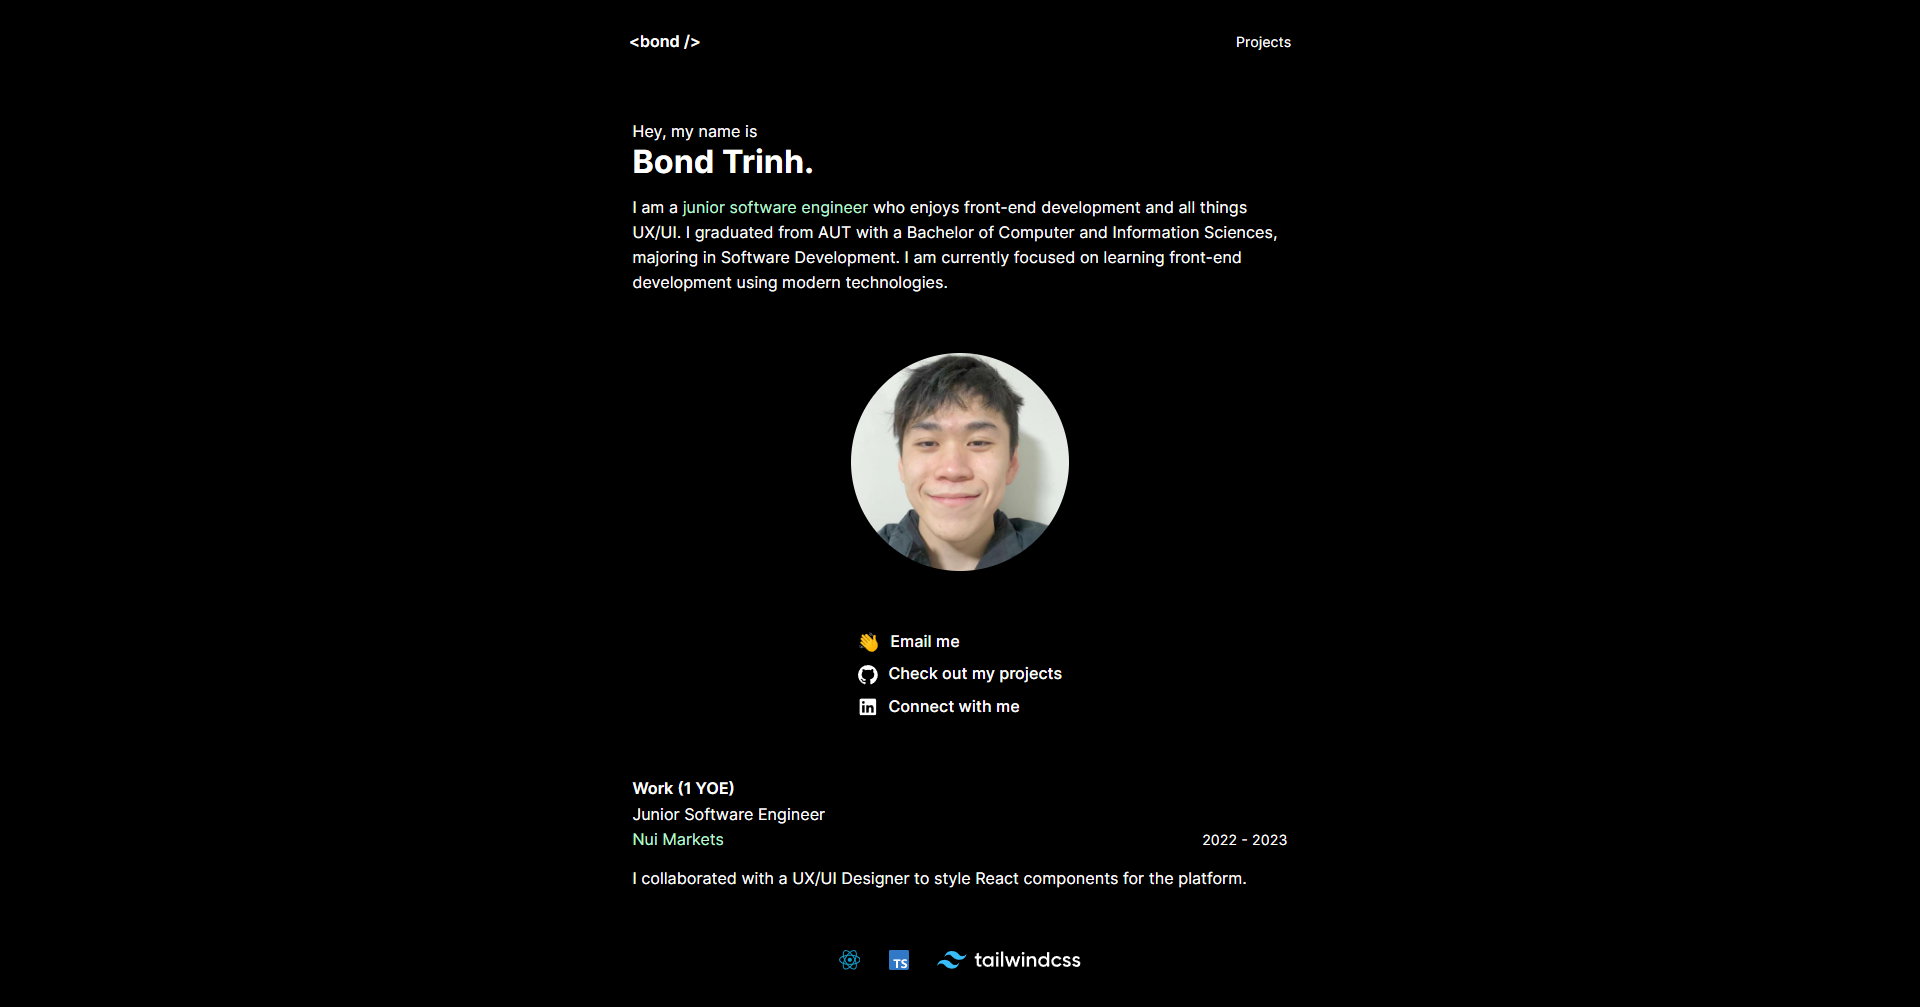 <bond />
Projects
Hey, my name is
Bond Trinh.
I am a junior software engineer who enjoys front-end development and all things
UX/UI. I graduated from AUT with a Bachelor of Computer and Information Sciences,
majoring in Software Development. I am currently focused on learning front-end
development using modern technologies.
Email me
Check out my projects
in Connect with me
Work (1 YOE)
Junior Software Engineer
Nui Markets
2022 - 2023
I collaborated with a UX/UI Designer to style React components for the platform.
TS
tailwindcss